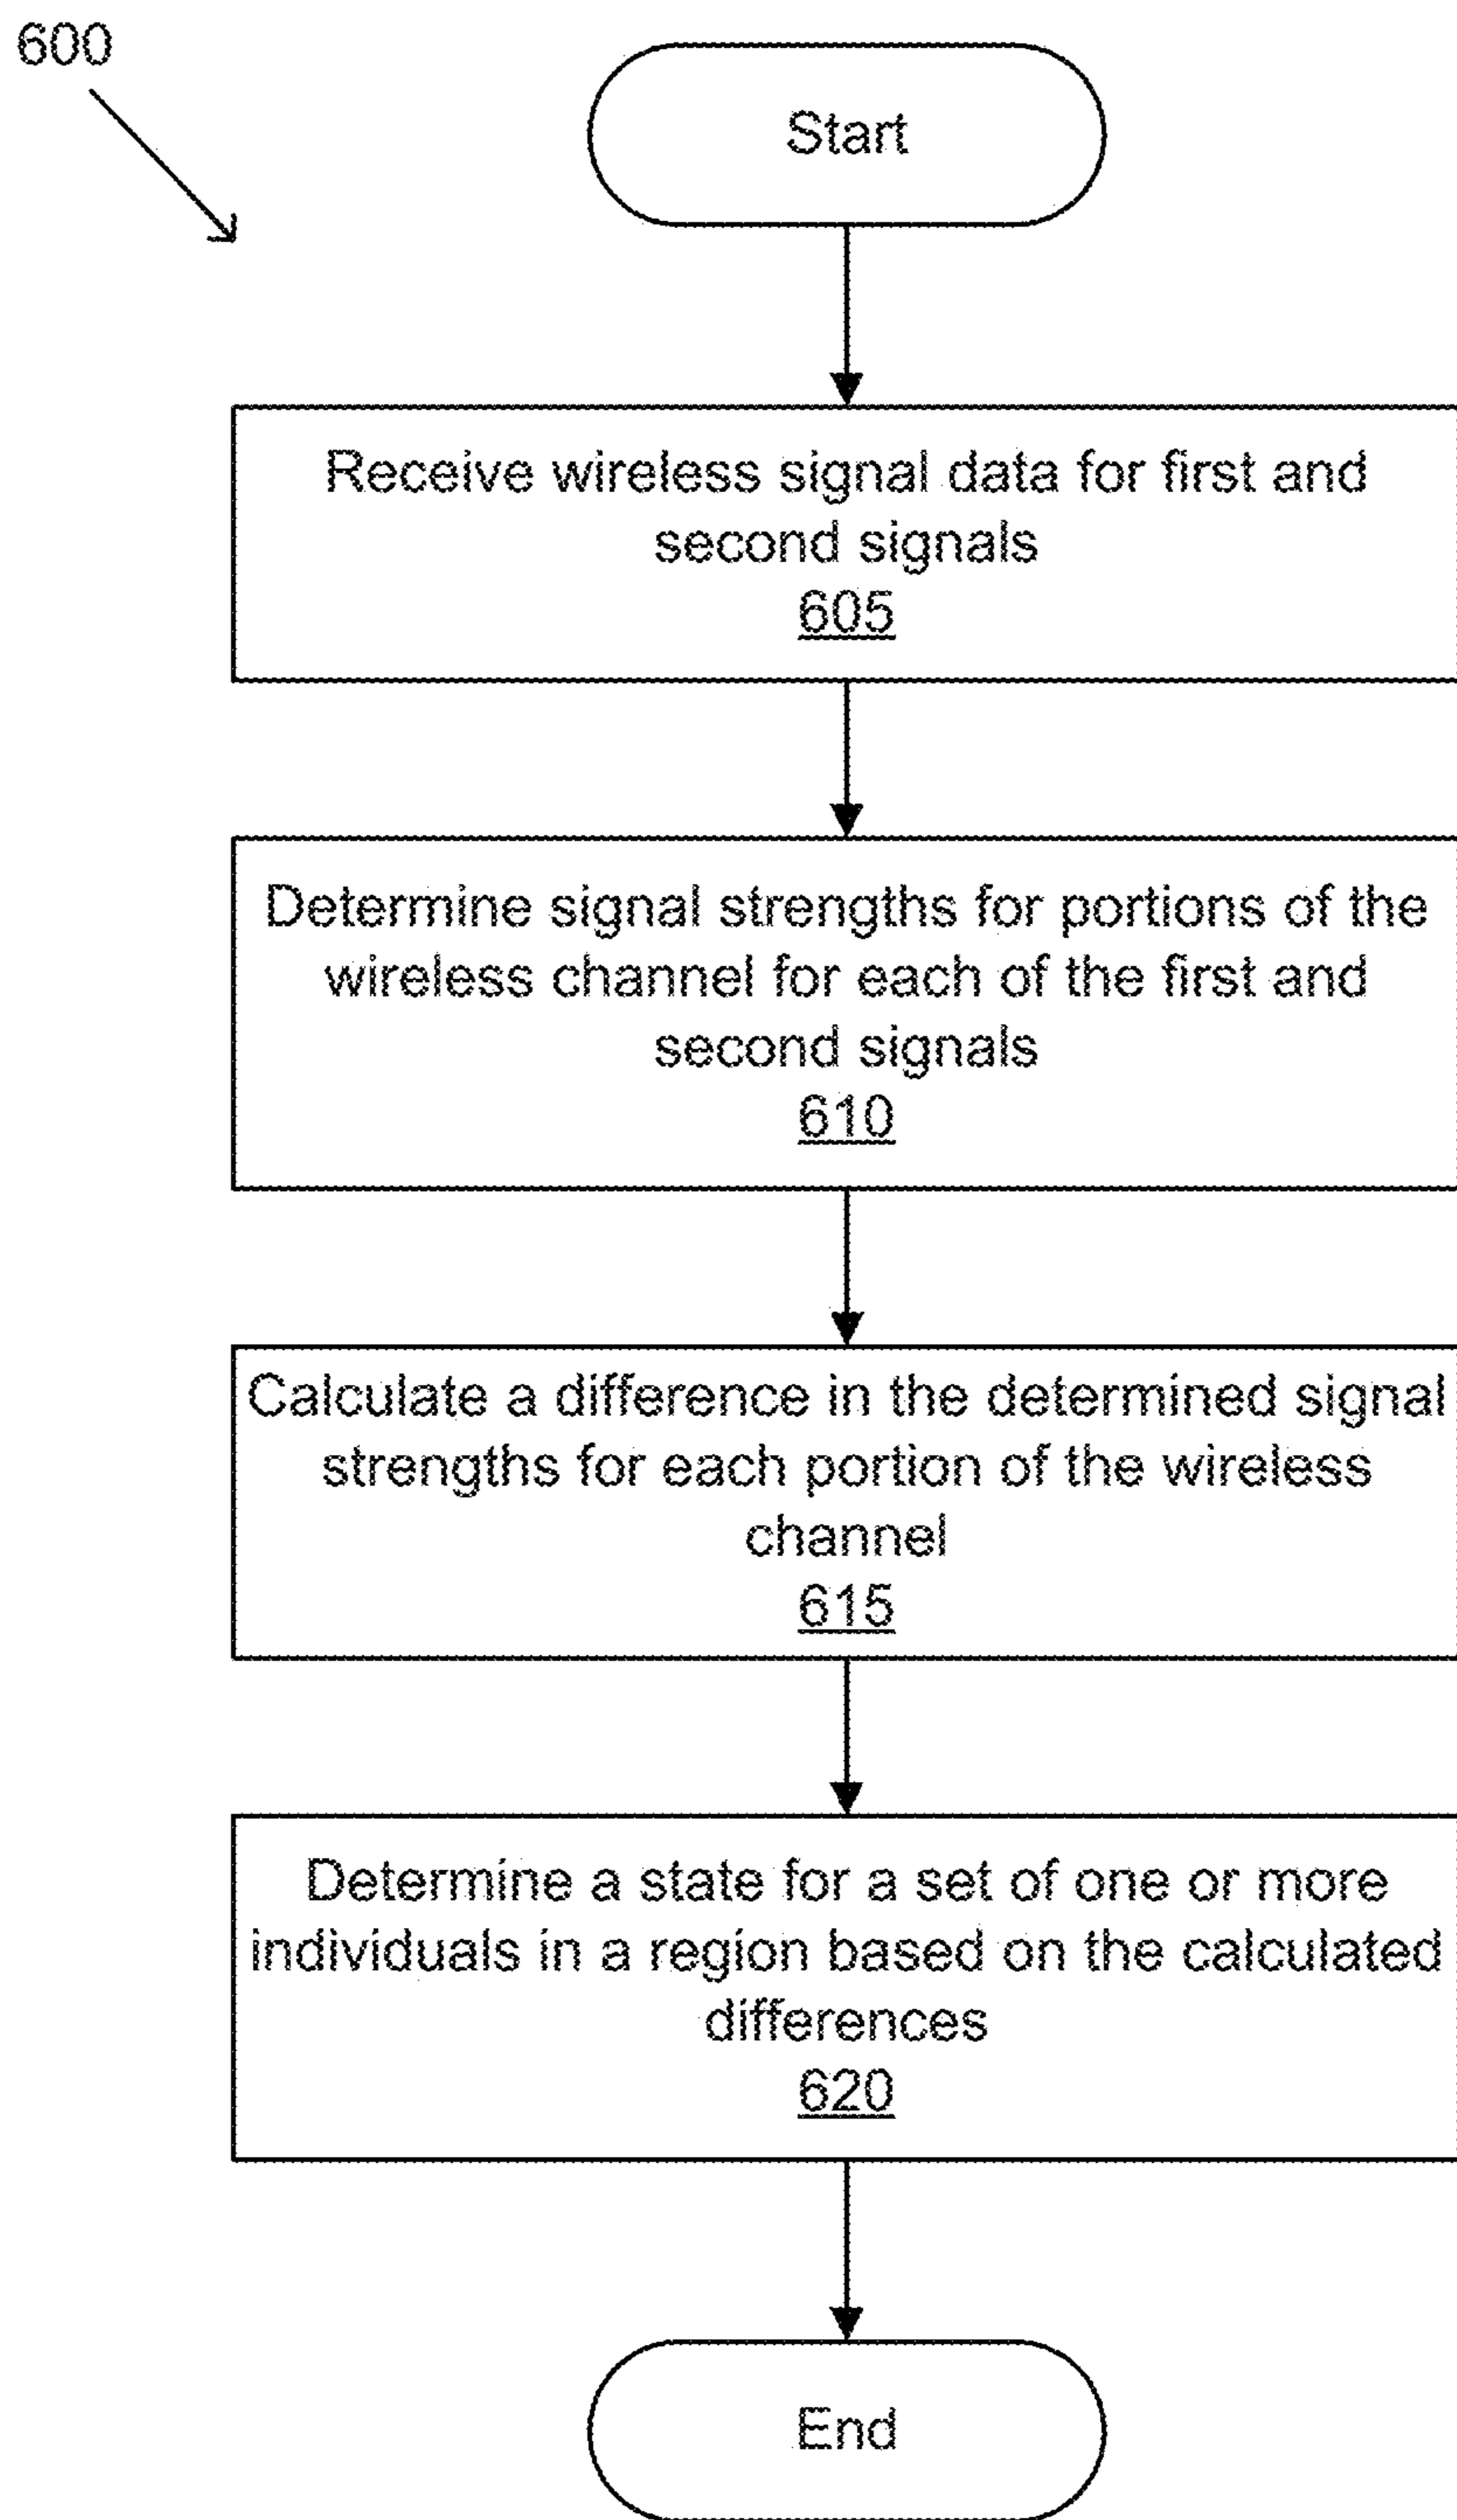 600
Start
Receive wireless signal data for first and
second signals
605
Determine signal strengths for portions of the
wireless channel for each of the first and
second signals
610
Calculate a difference in the determined signal
strengths for each portion of the wireless
channel
615
Determine a state for a set of one or more
individuals in a region based on the calculated
differences
620
End